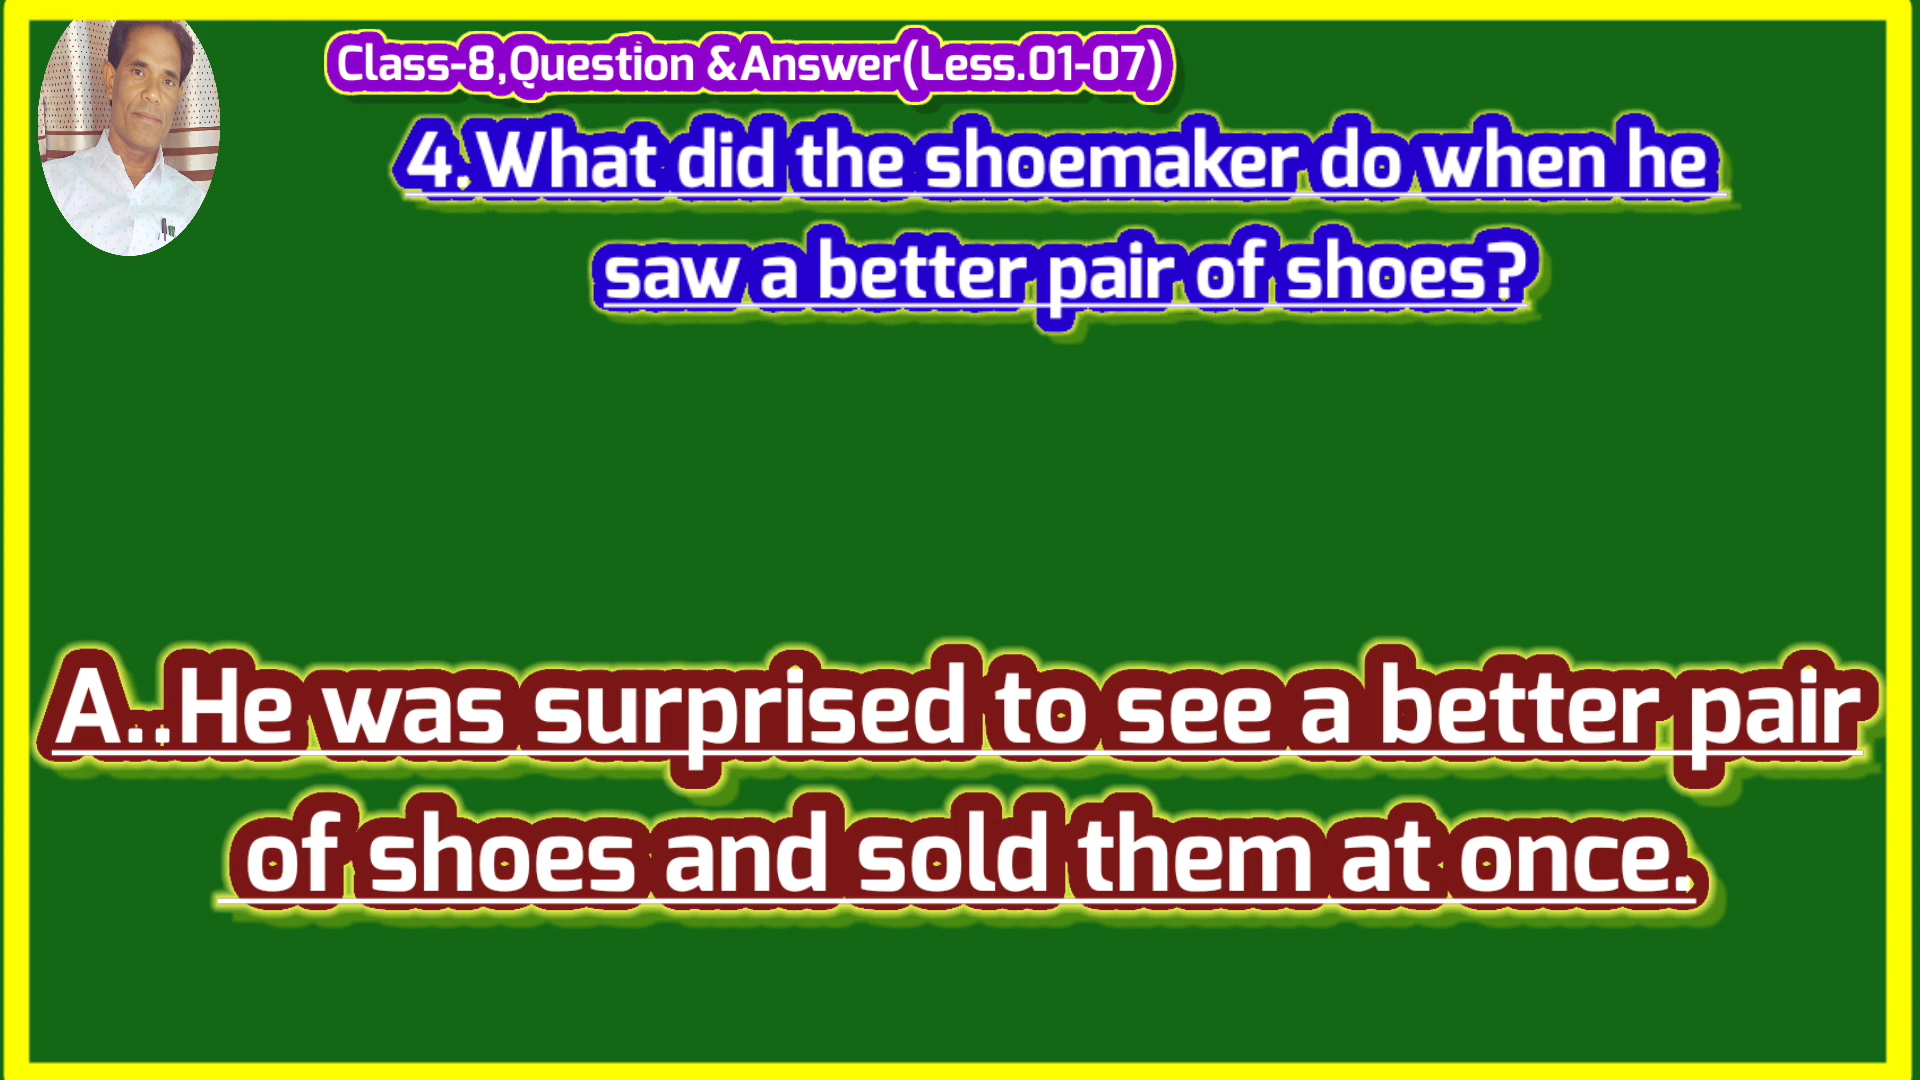 Class-8,Question &Answer(Less.01-07)
4.What did the shoemaker do when he
saw a better pair of shoes?
A..He was surprised to see a better pair
of shoes and sold them at once.